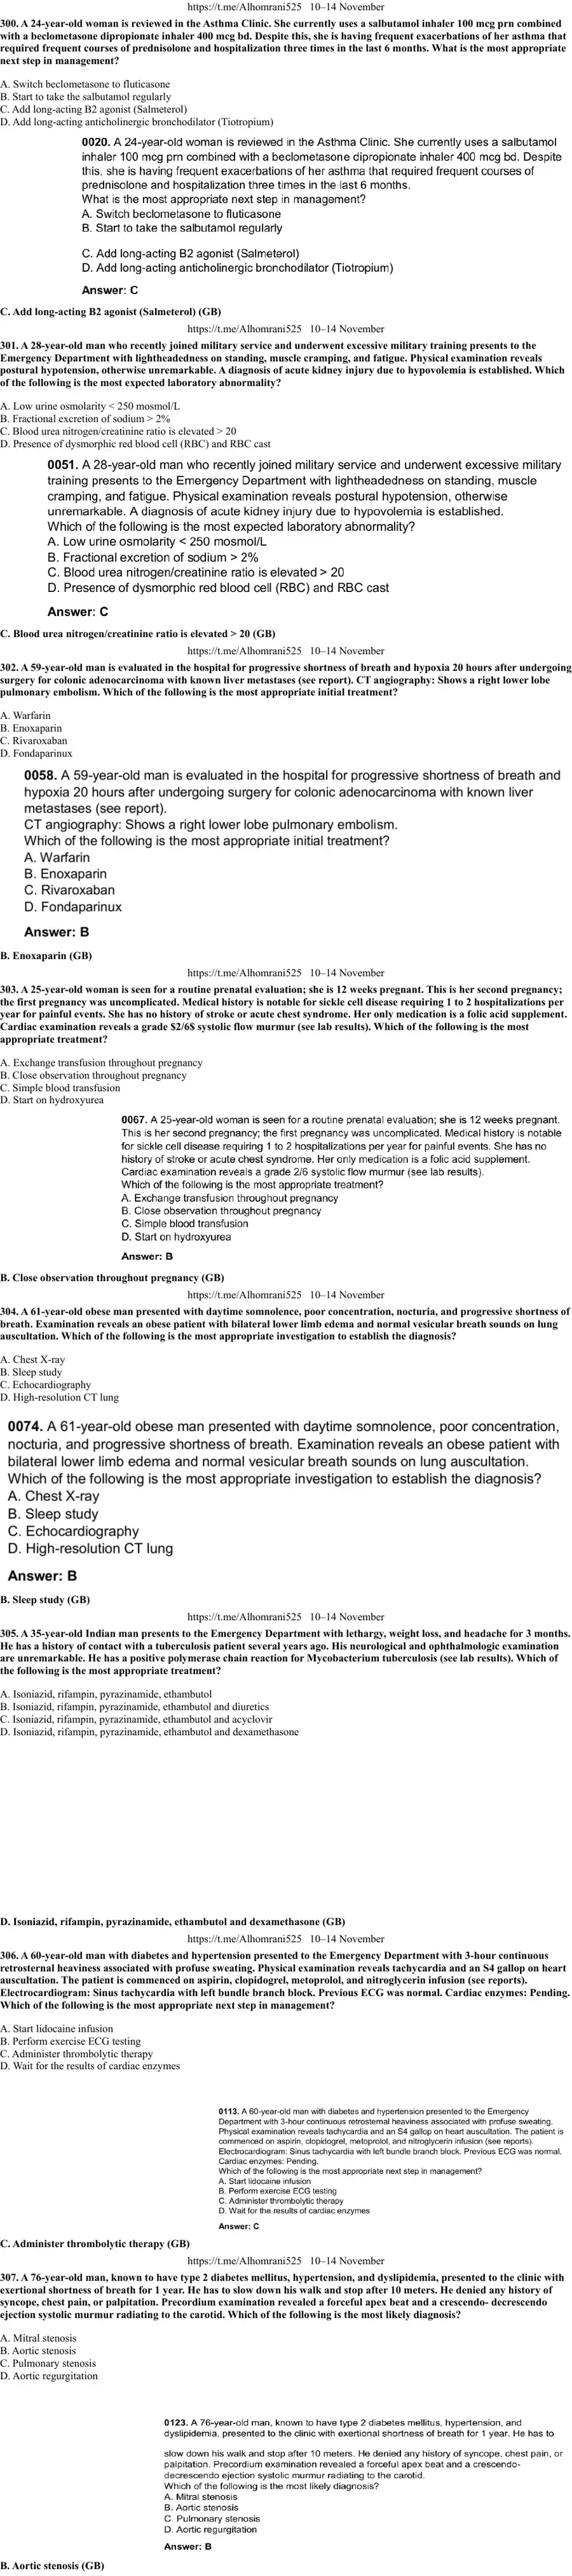 https://t.me/Alhomrani525 10–14 November
300. A 24-year-old woman is reviewed in the Asthma Clinic. She currently uses a salbutamol inhaler 100 mcg prn combined
with a beclometasone dipropionate inhaler 400 mcg bd. Despite this, she is having frequent exacerbations of her asthma that
required frequent courses of prednisolone and hospitalization three times in the last 6 months. What is the most appropriate
next step in management?
A. Switch beclometasone to fluticasone
B. Start to take the salbutamol regularly
C. Add long-acting B2 agonist (Salmeterol)
D. Add long-acting anticholinergic bronchodilator (Tiotropium)
0020. A 24-year-old woman is reviewed in the Asthma Clinic. She currently uses a salbutamol
inhaler 100 mcg prn combined with a beclometasone dipropionate inhaler 400 mcg bd. Despite
this, she is having frequent exacerbations of her asthma that required frequent courses of
prednisolone and hospitalization three times in the last 6 months.
What is the most appropriate next step in management?
A. Switch beclometasone to fluticasone
B. Start to take the salbutamol regularly
C. Add long-acting B2 agonist (Salmeterol)
D. Add long-acting anticholinergic bronchodilator (Tiotropium)
Answer: C
C. Add long-acting B2 agonist (Salmeterol) (GB)
https://t.me/Alhomrani525 10–14 November
301. A 28-year-old man who recently joined military service and underwent excessive military training presents to the
Emergency Department with lightheadedness on standing, muscle cramping, and fatigue. Physical examination reveals
postural hypotension, otherwise unremarkable. A diagnosis of acute kidney injury due to hypovolemia is established. Which
of the following is the most expected laboratory abnormality?
A. Low urine osmolarity < 250 mosmol/L
B. Fractional excretion of sodium > 2%
C. Blood urea nitrogen/creatinine ratio is elevated > 20
D. Presence of dysmorphic red blood cell (RBC) and RBC cast
0051. A 28-year-old man who recently joined military service and underwent excessive military
training presents to the Emergency Department with lightheadedness on standing, muscle
cramping, and fatigue. Physical examination reveals postural hypotension, otherwise
unremarkable. A diagnosis of acute kidney injury due to hypovolemia is established.
Which of the following is the most expected laboratory abnormality?
A. Low urine osmolarity < 250 mosmol/L
B. Fractional excretion of sodium > 2%
C. Blood urea nitrogen/creatinine ratio is elevated > 20
D. Presence of dysmorphic red blood cell (RBC) and RBC cast
Answer: C
C. Blood urea nitrogen/creatinine ratio is elevated > 20 (GB)
https://t.me/Alhomrani525 10–14 November
302. A 59-year-old man is evaluated in the hospital for progressive shortness of breath and hypoxia 20 hours after undergoing
surgery for colonic adenocarcinoma with known liver metastases (see report). CT angiography: Shows a right lower lobe
pulmonary embolism. Which of the following is the most appropriate initial treatment?
A. Warfarin
B. Enoxaparin
C. Rivaroxaban
D. Fondaparinux
0058. A 59-year-old man is evaluated in the hospital for progressive shortness of breath and
hypoxia 20 hours after undergoing surgery for colonic adenocarcinoma with known liver
metastases (see report).
CT angiography: Shows a right lower lobe pulmonary embolism.
Which of the following is the most appropriate initial treatment?
A. Warfarin
B. Enoxaparin
C. Rivaroxaban
D. Fondaparinux
Answer: B
B. Enoxaparin (GB)
https://t.me/Alhomrani525 10–14 November
303. A 25-year-old woman is seen for a routine prenatal evaluation; she is 12 weeks pregnant. This is her second pregnancy;
the first pregnancy was uncomplicated. Medical history is notable for sickle cell disease requiring 1 to 2 hospitalizations per
year for painful events. She has no history of stroke or acute chest syndrome. Her only medication is a folic acid supplement.
Cardiac examination reveals a grade $2/6$ systolic flow murmur (see lab results). Which of the following is the most
appropriate treatment?
A. Exchange transfusion throughout pregnancy
B. Close observation throughout pregnancy
C. Simple blood transfusion
D. Start on hydroxyurea
0067. A 25-year-old woman is seen for a routine prenatal evaluation; she is 12 weeks pregnant.
This is her second pregnancy; the first pregnancy was uncomplicated. Medical history is notable
for sickle cell disease requiring 1 to 2 hospitalizations per year for painful events. She has no
history of stroke or acute chest syndrome. Her only medication is a folic acid supplement.
Cardiac examination reveals a grade 2/6 systolic flow murmur (see lab results).
Which of the following is the most appropriate treatment?
A. Exchange transfusion throughout pregnancy
B. Close observation throughout pregnancy
C. Simple blood transfusion
D. Start on hydroxyurea
Answer: B
B. Close observation throughout pregnancy (GB)
https://t.me/Alhomrani525 10–14 November
304. A 61-year-old obese man presented with daytime somnolence, poor concentration, nocturia, and progressive shortness of
breath. Examination reveals an obese patient with bilateral lower limb edema and normal vesicular breath sounds on lung
auscultation. Which of the following is the most appropriate investigation to establish the diagnosis?
A. Chest X-ray
B. Sleep study
C. Echocardiography
D. High-resolution CT lung
0074. A 61-year-old obese man presented with daytime somnolence, poor concentration,
nocturia, and progressive shortness of breath. Examination reveals an obese patient with
bilateral lower limb edema and normal vesicular breath sounds on lung auscultation.
Which of the following is the most appropriate investigation to establish the diagnosis?
A. Chest X-ray
B. Sleep study
C. Echocardiography
D. High-resolution CT lung
Answer: B
B. Sleep study (GB)
https://t.me/Alhomrani525 10–14 November
305. A 35-year-old Indian man presents to the Emergency Department with lethargy, weight loss, and headache for 3 months.
He has a history of contact with a tuberculosis patient several years ago. His neurological and ophthalmologic examination
are unremarkable. He has a positive polymerase chain reaction for Mycobacterium tuberculosis (see lab results). Which of
the following is the most appropriate treatment?
A. Isoniazid, rifampin, pyrazinamide, ethambutol
B. Isoniazid, rifampin, pyrazinamide, ethambutol and diuretics
C. Isoniazid, rifampin, pyrazinamide, ethambutol and acyclovir
D. Isoniazid, rifampin, pyrazinamide, ethambutol and dexamethasone
D. Isoniazid, rifampin, pyrazinamide, ethambutol and dexamethasone (GB)
https://t.me/Alhomrani525 10–14 November
306. A 60-year-old man with diabetes and hypertension presented to the Emergency Department with 3-hour continuous
retrosternal heaviness associated with profuse sweating. Physical examination reveals tachycardia and an S4 gallop on heart
auscultation. The patient is commenced on aspirin, clopidogrel, metoprolol, and nitroglycerin infusion (see reports).
Electrocardiogram: Sinus tachycardia with left bundle branch block. Previous ECG was normal. Cardiac enzymes: Pending.
Which of the following is the most appropriate next step in management?
A. Start lidocaine infusion
B. Perform exercise ECG testing
C. Administer thrombolytic therapy
D. Wait for the results of cardiac enzymes
0113. A 60-year-old man with diabetes and hypertension presented to the Emergency
Department with 3-hour continuous retrosternal heaviness associated with profuse sweating.
Physical examination reveals tachycardia and an S4 gallop on heart auscultation. The patient is
commenced on aspirin, clopidogrel, metoprolol, and nitroglycerin infusion (see reports).
Electrocardiogram: Sinus tachycardia with left bundle branch block. Previous ECG was normal.
Cardiac enzymes: Pending.
Which of the following is the most appropriate next step in management?
A. Start lidocaine infusion
B. Perform exercise ECG testing
C. Administer thrombolytic therapy
D. Wait for the results of cardiac enzymes
Answer: C
C. Administer thrombolytic therapy (GB)
https://t.me/Alhomrani525 10–14 November
307. A 76-year-old man, known to have type 2 diabetes mellitus, hypertension, and dyslipidemia, presented to the clinic with
exertional shortness of breath for 1 year. He has to slow down his walk and stop after 10 meters. He denied any history of
syncope, chest pain, or palpitation. Precordium examination revealed a forceful apex beat and a crescendo- decrescendo
ejection systolic murmur radiating to the carotid. Which of the following is the most likely diagnosis?
A. Mitral stenosis
B. Aortic stenosis
C. Pulmonary stenosis
D. Aortic regurgitation
0123. A 76-year-old man, known to have type 2 diabetes mellitus, hypertension, and
dyslipidemia, presented to the clinic with exertional shortness of breath for 1 year. He has to
slow down his walk and stop after 10 meters. He denied any history of syncope, chest pain, or
palpitation. Precordium examination revealed a forceful apex beat and a crescendo-
decrescendo ejection systolic murmur radiating to the carotid.
Which of the following is the most likely diagnosis?
A. Mitral stenosis
B. Aortic stenosis
C. Pulmonary stenosis
D. Aortic regurgitation
Answer: B
B. Aortic stenosis (GB)